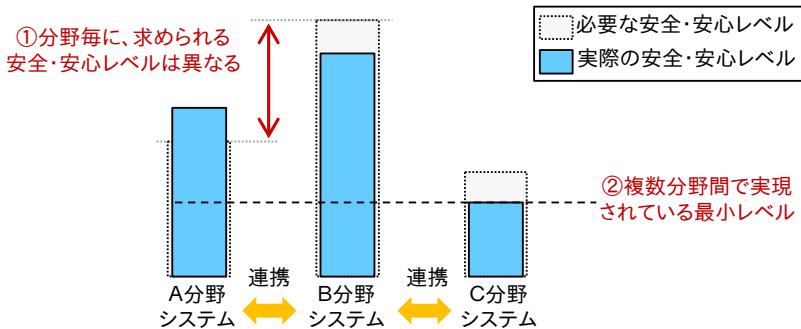 ①分野毎に、求められる
安全・安心レベルは異なる
必要な安全・安心レベル
実際の安全・安心レベル
②複数分野間で実現
されている最小レベル
A分野
システム
連携
B分野
システム
連携
C分野
システム